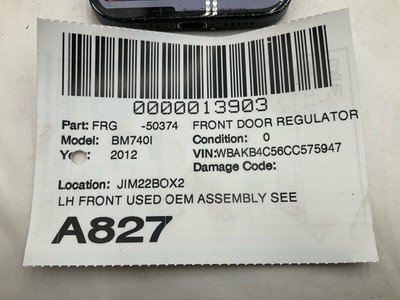 0000013903
Part: FRG -50374 FRONT DOOR REGULATOR
Model: BM740I Condition: 0
Year: 2012 VIN:WBAKB4C56CC575947
Damage Code:
Location: JIM22BOX2
LH FRONT USED OEM ASSEMBLY SEE
A827